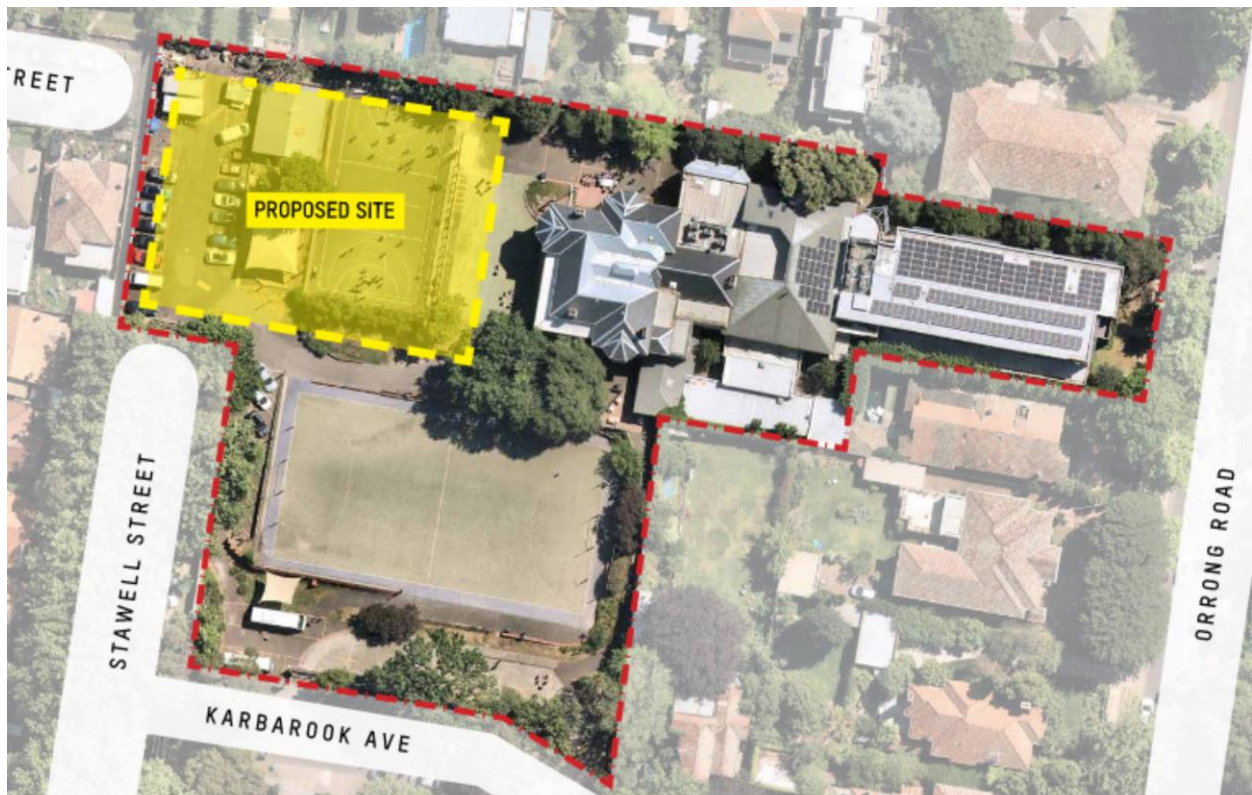 TREET
PROPOSED SITE
STAWELL STREET
ORRONG ROAD
KARBAROOK AVE